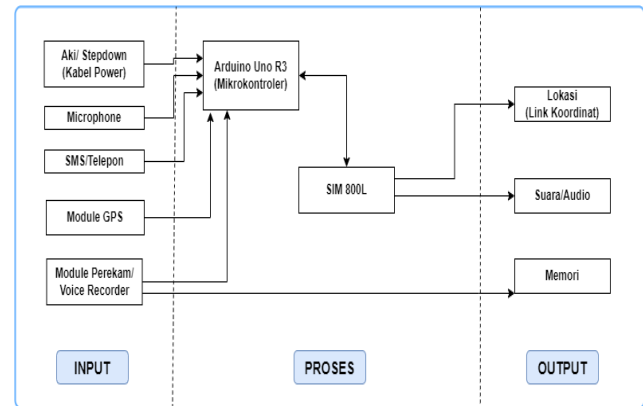 Aki/ Stepdown
(Kabel Power)
Microphone
SMS/Telepon
Module GPS
Module Perekam/
Voice Recorder
INPUT
Arduino Uno R3
(Mikrokontroler)
SIM 800L
PROSES
Lokasi
(Link Koordinat)
Suara/Audio
Memori
OUTPUT